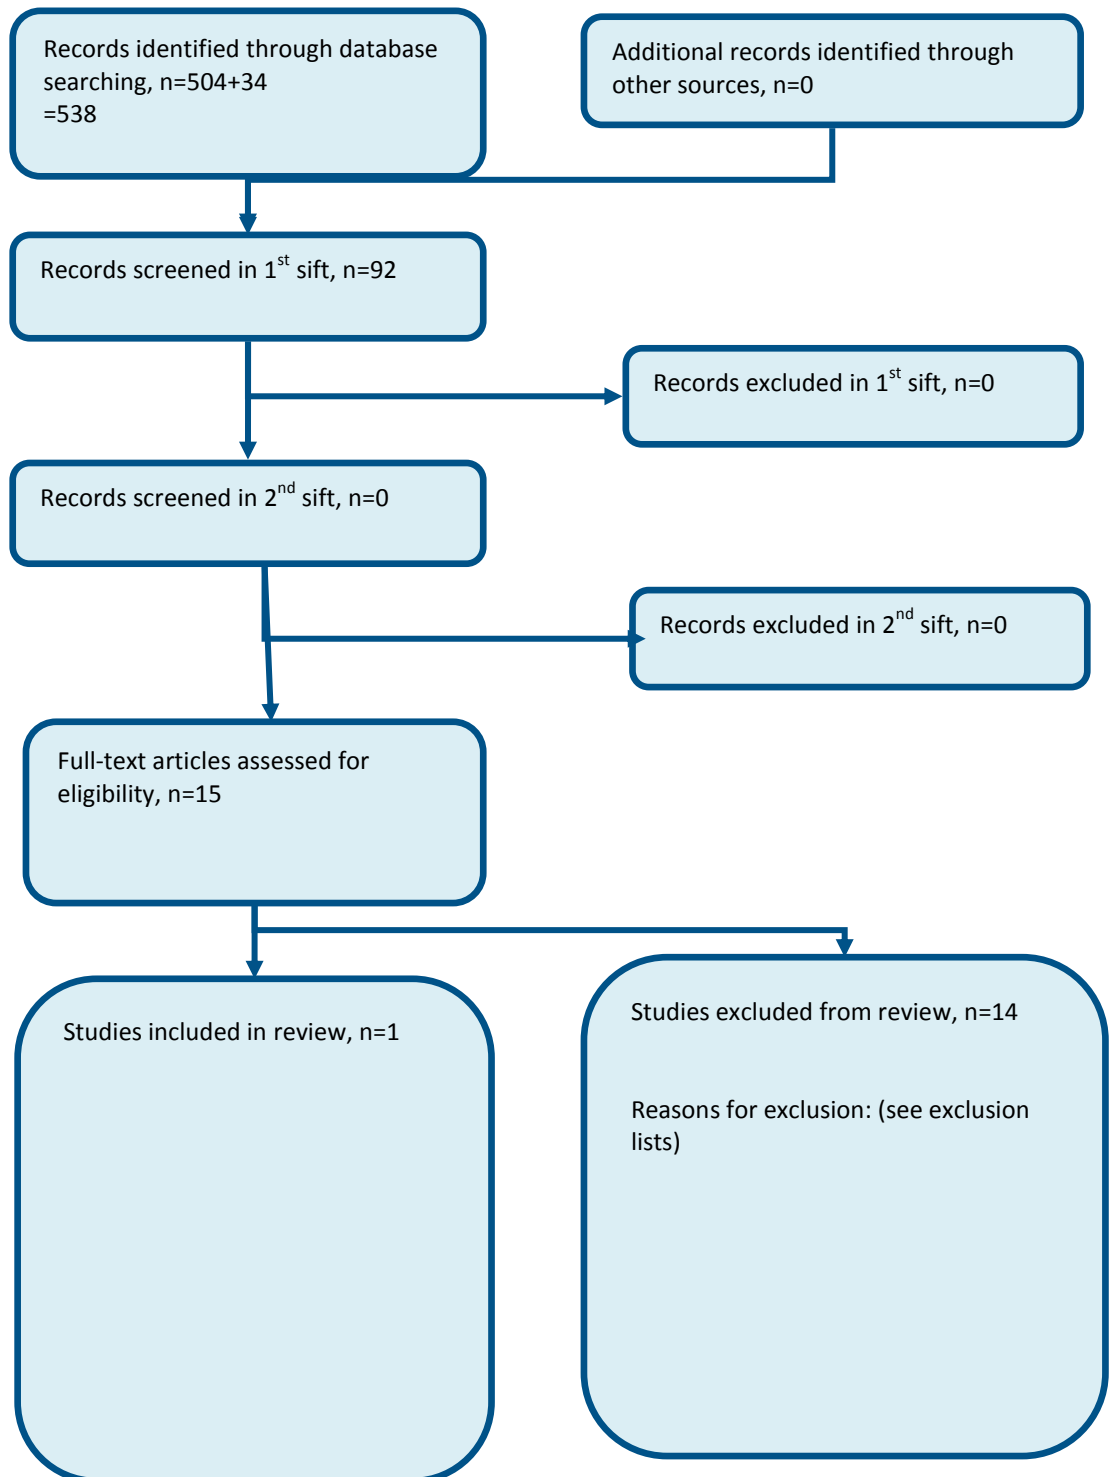 Records identified through database
searching, n=504+34
=538
Additional records identified through
other sources, n=0
Records screened in 1st sift, n=92
Records excluded in 1st sift, n=0
Records screened in 2nd sift, n=0
Records excluded in 2nd sift, n=0
Full-text articles assessed for
eligibility, n=15
Studies included in review, n=1
Studies excluded from review, n=14
Reasons for exclusion: (see exclusion
lists)